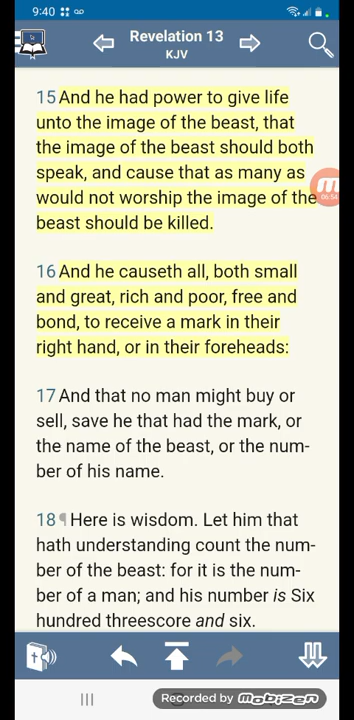 9:40
Revelation 13
KJV
15 And he had power to give life
unto the image of the beast, that
the image of the beast should both
speak, and cause that as many as
would not worship the image of the
beast should be killed.
06:54
16 And he causeth all, both small
and great, rich and poor, free and
bond, to receive a mark in their
right hand, or in their foreheads:
17 And that no man might buy or
sell, save he that had the mark, or
the name of the beast, or the num-
ber of his name.
18 ¶ Here is wisdom. Let him that
hath understanding count the num-
ber of the beast: for it is the num-
ber of a man; and his number is Six
hundred threescore and six.
Recorded by mobizen